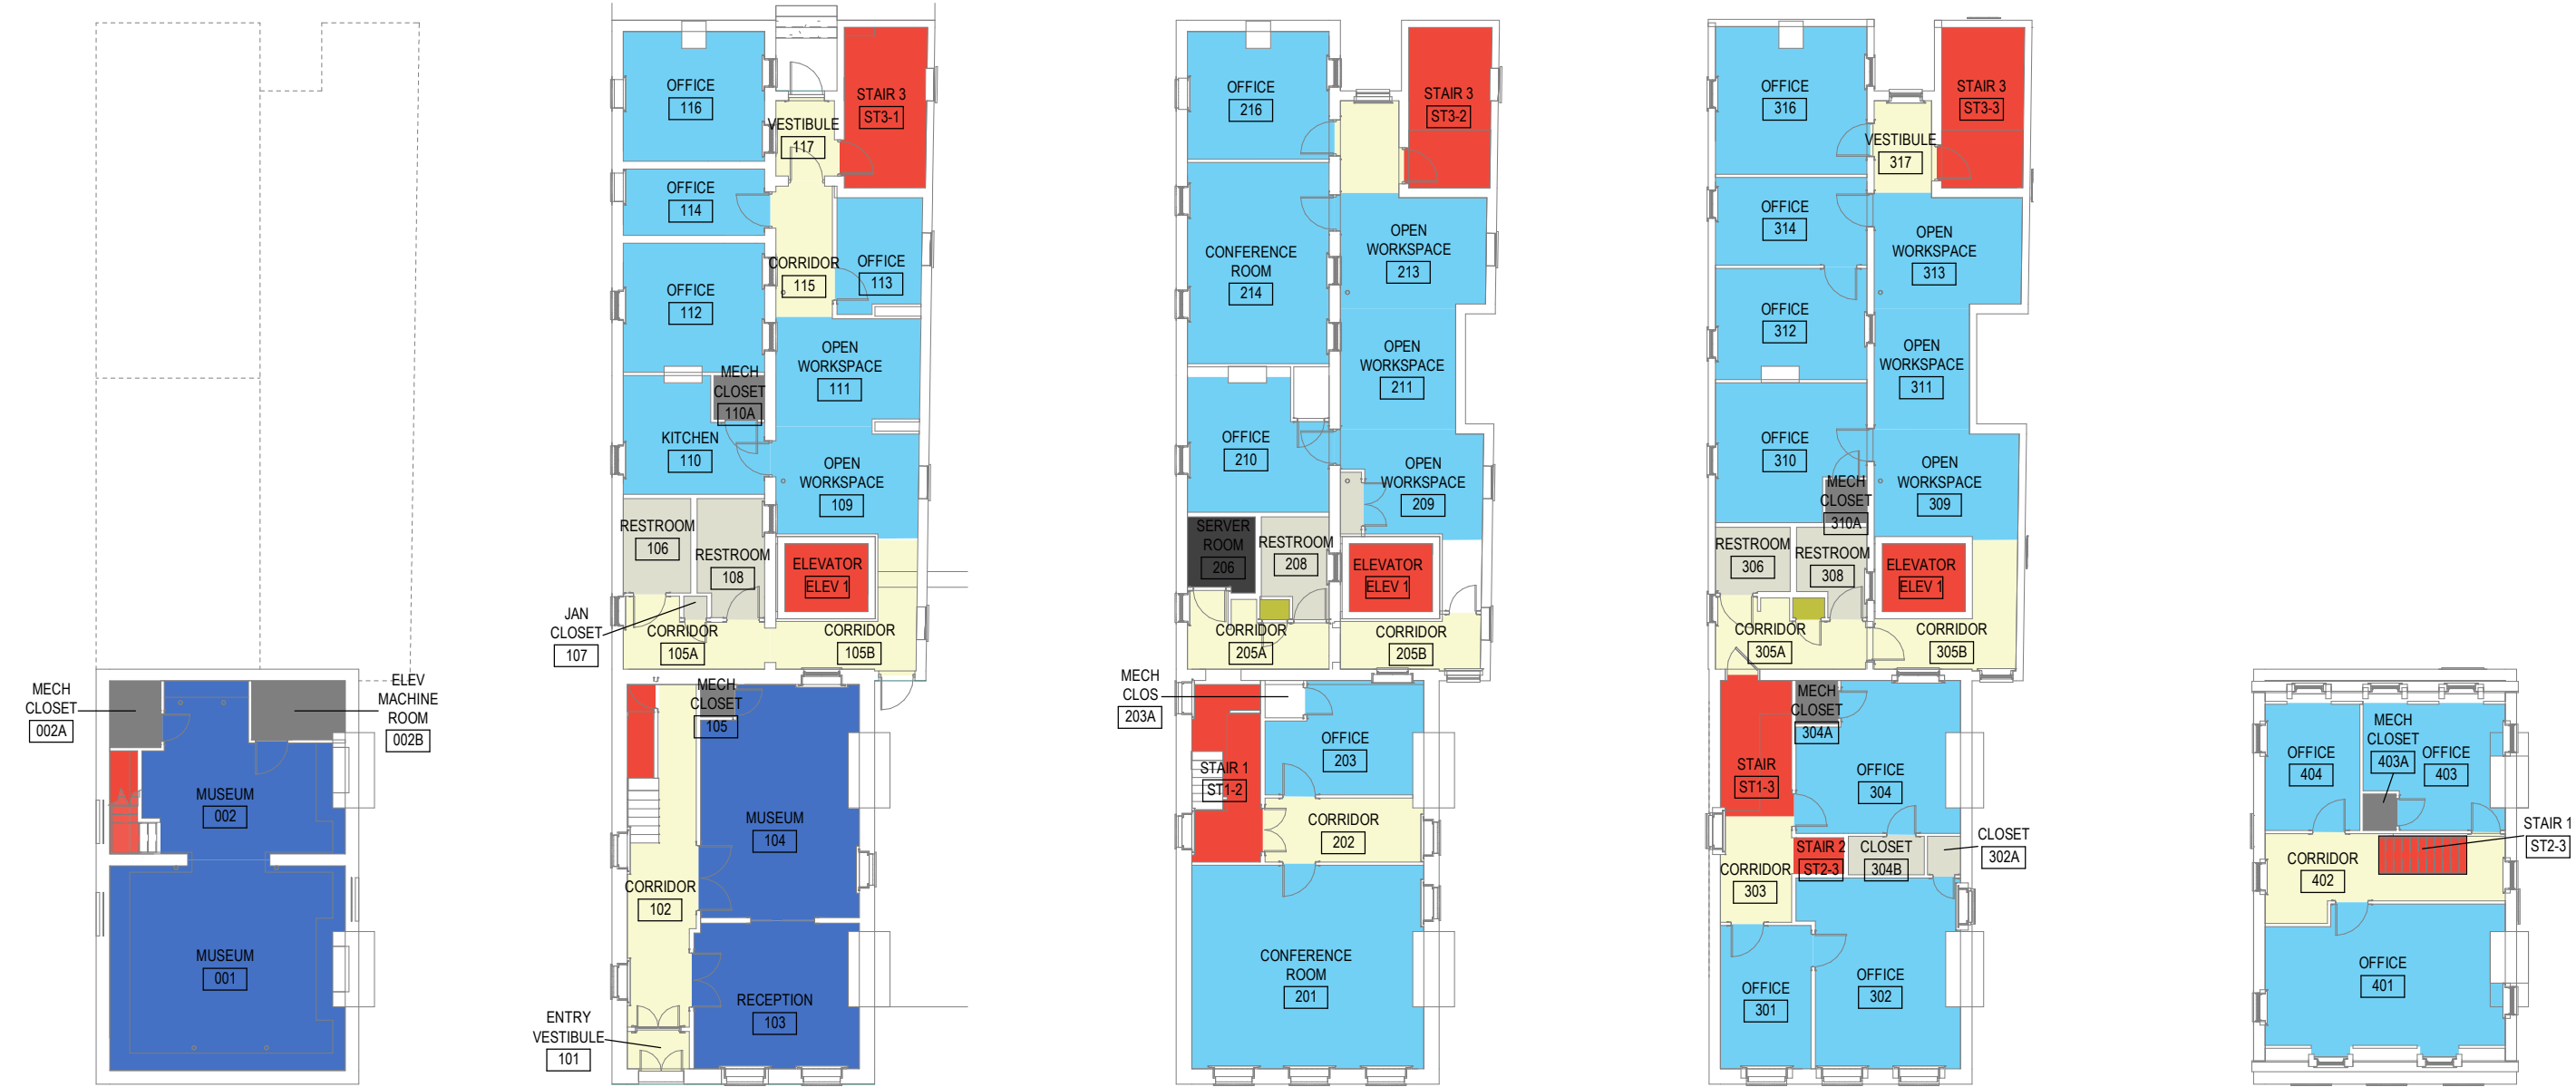 MECH
CLOSET
002A
ELEV
MACHINE
ROOM
002B
MUSEUM
002
MUSEUM
001
OFFICE
116
STAIR 3
ST3-1
VESTIBULE
117
OFFICE
114
CORRIDOR
115
OFFICE
113
OFFICE
112
OPEN
WORKSPACE
111
MECH
CLOSET
110A
KITCHEN
110
OPEN
WORKSPACE
109
RESTROOM
106
RESTROOM
108
ELEVATOR
ELEV 1
JAN
CLOSET
107
CORRIDOR
105A
CORRIDOR
105B
MECH
CLOSET
105
MUSEUM
104
CORRIDOR
102
RECEPTION
103
ENTRY
VESTIBULE
101
OFFICE
216
STAIR 3
ST3-2
CONFERENCE
ROOM
214
OPEN
WORKSPACE
213
OPEN
WORKSPACE
211
OFFICE
210
OPEN
WORKSPACE
209
SERVER
ROOM
206
RESTROOM
208
ELEVATOR
ELEV 1
CORRIDOR
205A
CORRIDOR
205B
MECH
CLOS
203A
STAIR 1
ST1-2
OFFICE
203
CORRIDOR
202
CONFERENCE
ROOM
201
OFFICE
316
STAIR 3
ST3-3
VESTIBULE
317
OFFICE
314
OPEN
WORKSPACE
313
OFFICE
312
OPEN
WORKSPACE
311
OFFICE
310
MECH
CLOSET
310A
OPEN
WORKSPACE
309
RESTROOM
306
RESTROOM
308
ELEVATOR
ELEV 1
CORRIDOR
305A
CORRIDOR
305B
MECH
CLOSET
304A
STAIR
ST1-3
OFFICE
304
STAIR 2
ST2-3
CLOSET
304B
CLOSET
302A
CORRIDOR
303
OFFICE
301
OFFICE
302
OFFICE
404
MECH
CLOSET
403A
OFFICE
403
STAIR 1
ST2-3
CORRIDOR
402
OFFICE
401